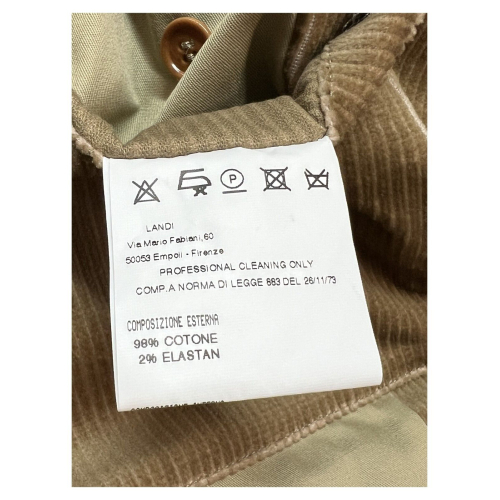 P
LANDI
Via Mario Fabiani,60
50053 Empoli - Firenze
PROFESSIONAL CLEANING ONLY
COMP.A NORMA DI LEGGE 883 DEL 26/11/73
COMPOSIZIONE ESTERNA
98% COTONE
2% ELASTAN